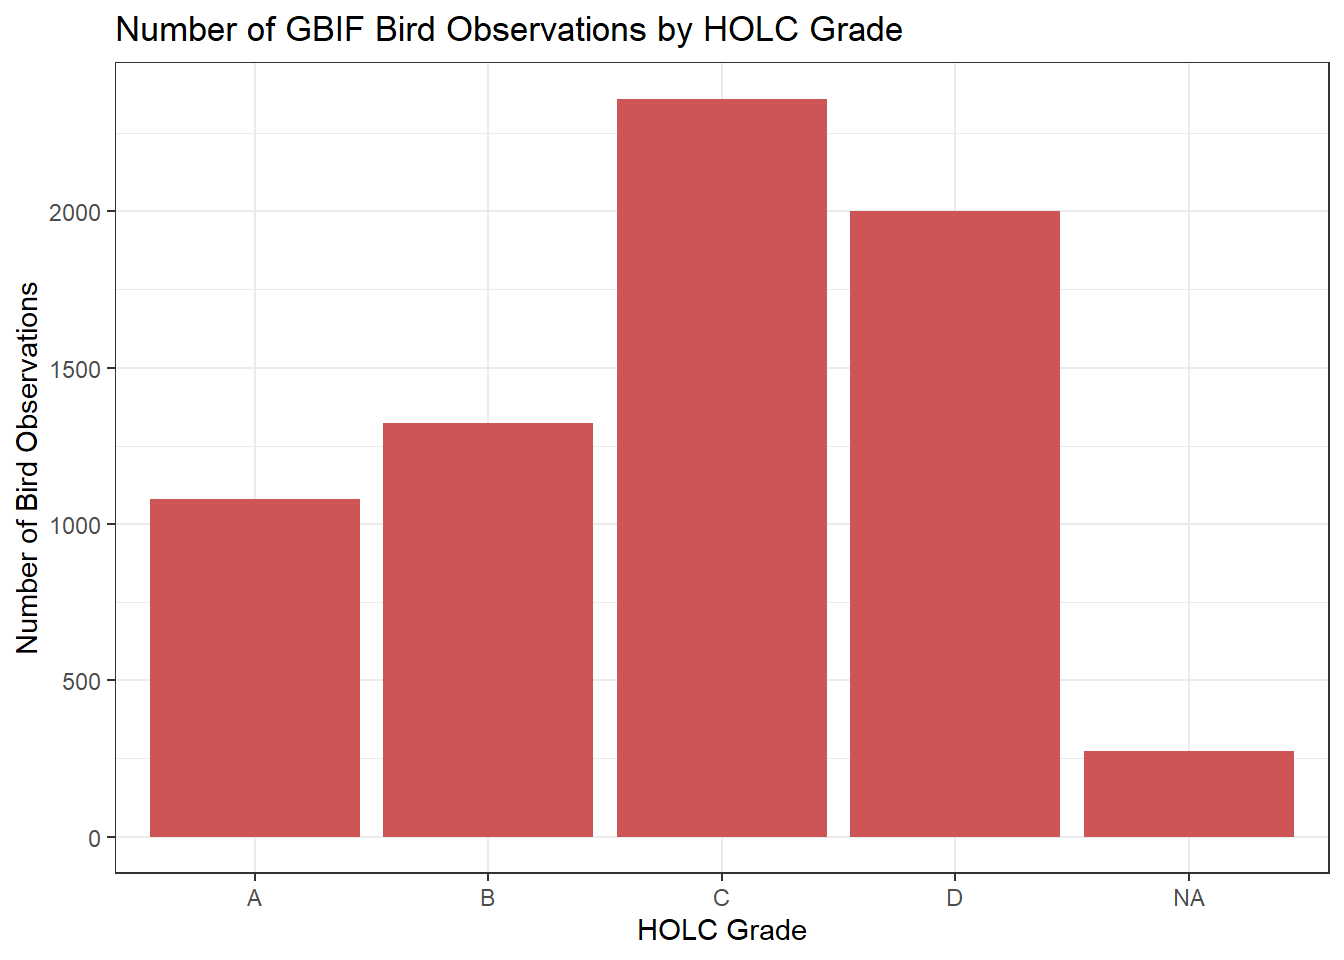 Number of GBIF Bird Observations by HOLC Grade
Number of Bird Observations
2000
1500
1000
500
0
A
B
C
D
NA
HOLC Grade